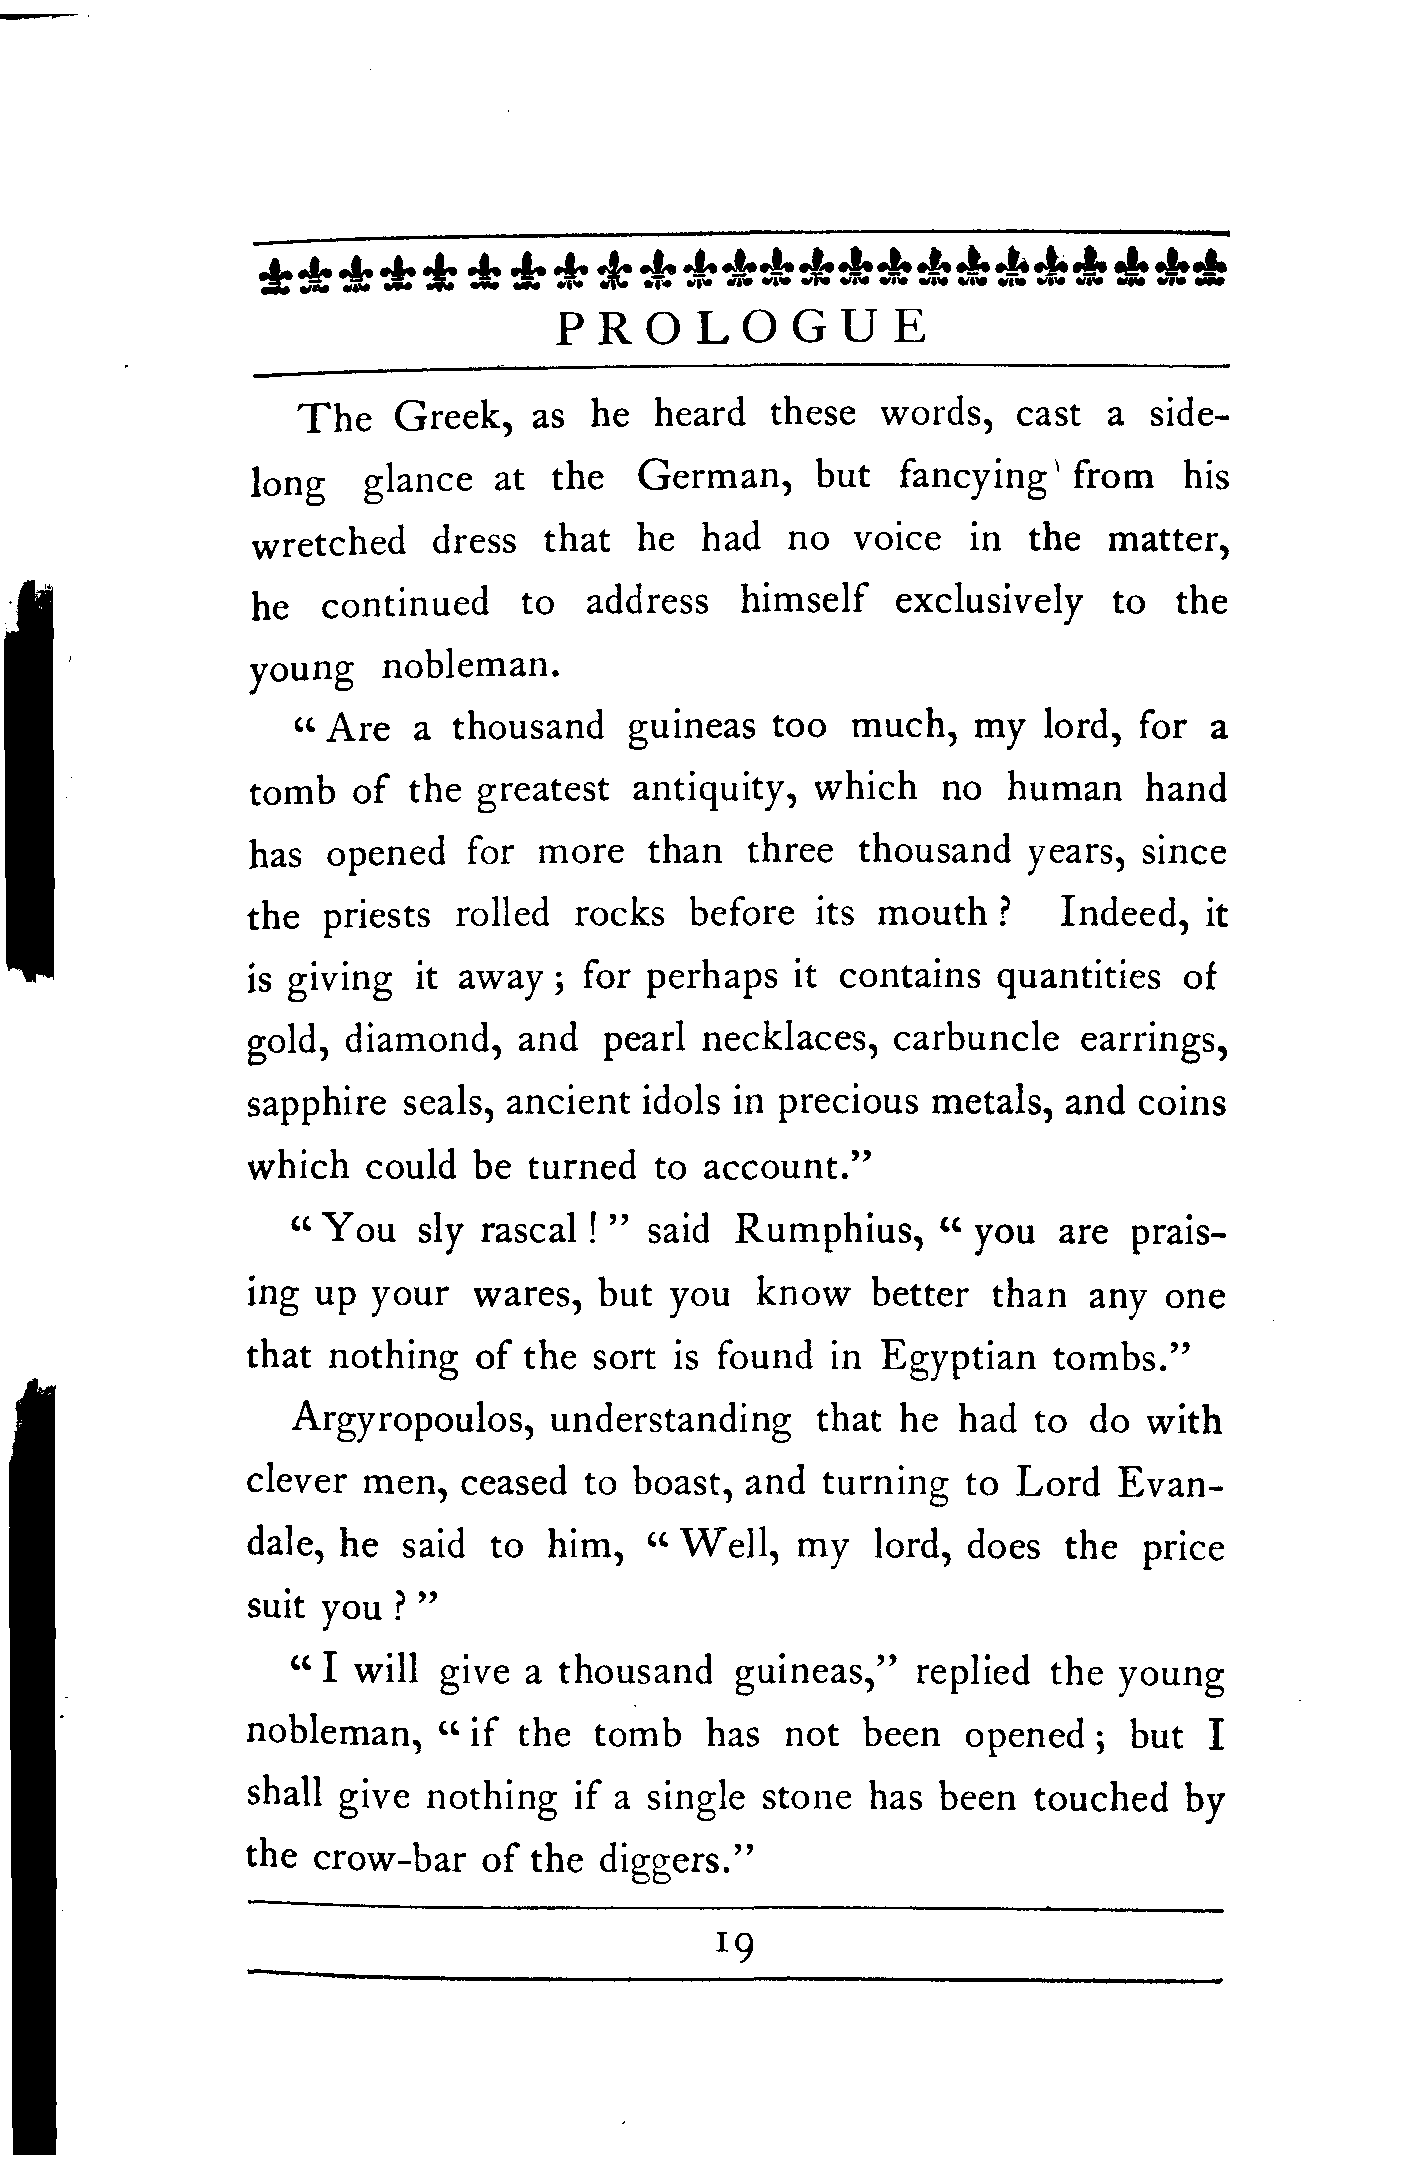 PROLOGUE
The Greek, as he heard these words, cast a side-
long glance at the German, but fancying from his
wretched dress that he had no voice in the matter,
he continued to address himself exclusively to the
young nobleman.
“Are a thousand guineas too much, my lord, for a
tomb of the greatest antiquity, which no human hand
has opened for more than three thousand years, since
the priests rolled rocks before its mouth? Indeed, it
is giving it away; for perhaps it contains quantities of
gold, diamond, and pearl necklaces, carbuncle earrings,
sapphire seals, ancient idols in precious metals, and coins
which could be turned to account.”
“You sly rascal!” said Rumphius, “you are prais-
ing up your wares, but you know better than any one
that nothing of the sort is found in Egyptian tombs.”
Argyropoulos, understanding that he had to do with
clever men, ceased to boast, and turning to Lord Evan-
dale, he said to him, “Well, my lord, does the price
suit you?”
“I will give a thousand guineas,” replied the young
nobleman, “if the tomb has not been opened; but I
shall give nothing if a single stone has been touched by
the crow-bar of the diggers.”
19